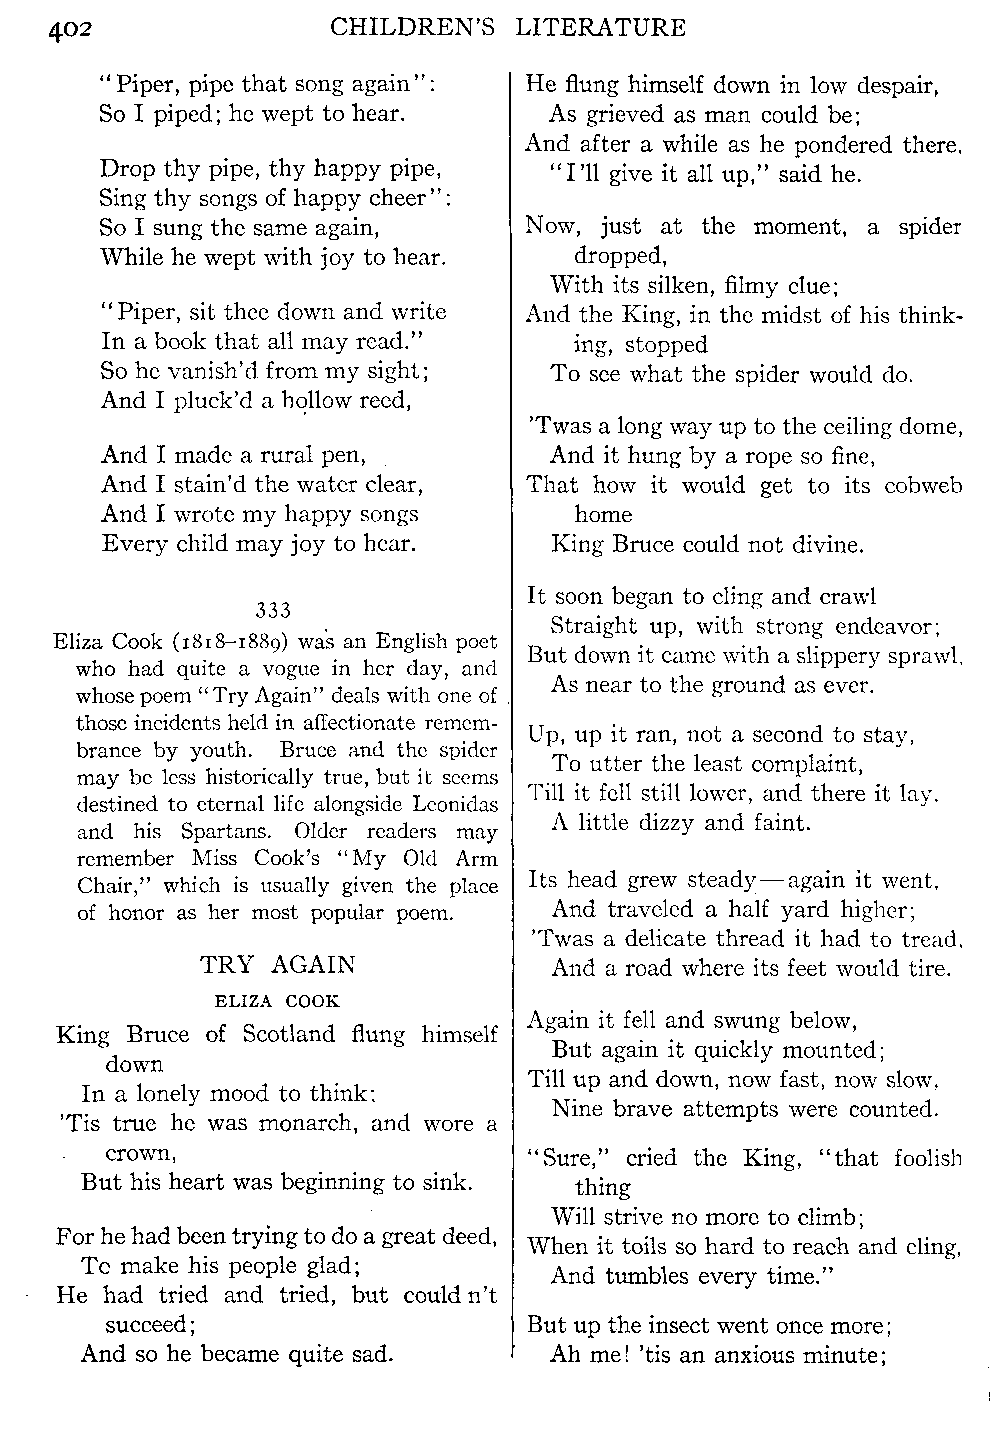 402 CHILDREN'S LITERATURE
"Piper, pipe that song again":
So I piped; he wept to hear.
Drop thy pipe, thy happy pipe,
Sing thy songs of happy cheer":
So I sung the same again,
While he wept with joy to hear.
"Piper, sit thee down and write
In a book that all may read."
So he vanish'd from my sight;
And I pluck'd a hollow reed,
And I made a rural pen,
And I stain'd the water clear,
And I wrote my happy songs
Every child may joy to hear.
333
Eliza Cook (1818–1889) was an English poet
who had quite a vogue in her day, and
whose poem "Try Again" deals with one of
those incidents held in affectionate remem-
brance by youth. Bruce and the spider
may be less historically true, but it seems
destined to eternal life alongside Leonidas
and his Spartans. Older readers may
remember Miss Cook's "My Old Arm
Chair," which is usually given the place
of honor as her most popular poem.
TRY AGAIN
ELIZA COOK
King Bruce of Scotland flung himself
down
In a lonely mood to think:
'Tis true he was monarch, and wore a
crown,
But his heart was beginning to sink.
For he had been trying to do a great deed,
To make his people glad;
He had tried and tried, but couldn't
succeed;
And so he became quite sad.
He flung himself down in low despair,
As grieved as man could be;
And after a while as he pondered there,
"I'll give it all up," said he.
Now, just at the moment, a spider
dropped,
With its silken, filmy clue;
And the King, in the midst of his think-
ing, stopped
To see what the spider would do.
'Twas a long way up to the ceiling dome,
And it hung by a rope so fine,
That how it would get to its cobweb
home
King Bruce could not divine.
It soon began to cling and crawl
Straight up, with strong endeavor;
But down it came with a slippery sprawl,
As near to the ground as ever.
Up, up it ran, not a second to stay,
To utter the least complaint,
Till it fell still lower, and there it lay,
A little dizzy and faint.
Its head grew steady—again it went,
And traveled a half yard higher;
'Twas a delicate thread it had to tread,
And a road where its feet would tire.
Again it fell and swung below,
But again it quickly mounted;
Till up and down, now fast, now slow,
Nine brave attempts were counted.
"Sure," cried the King, "that foolish
thing
Will strive no more to climb;
When it toils so hard to reach and cling,
And tumbles every time."
But up the insect went once more;
Ah me! 'tis an anxious minute;